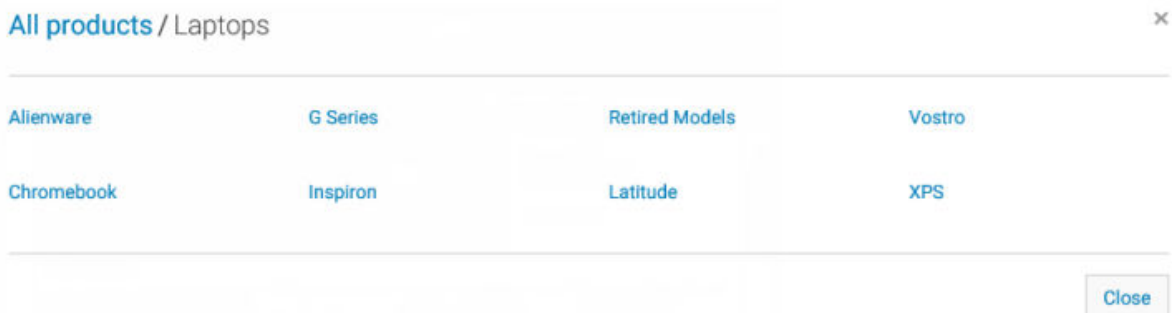 All products / Laptops ×
Alienware G Series Retired Models Vostro
Chromebook Inspiron Latitude XPS
Close